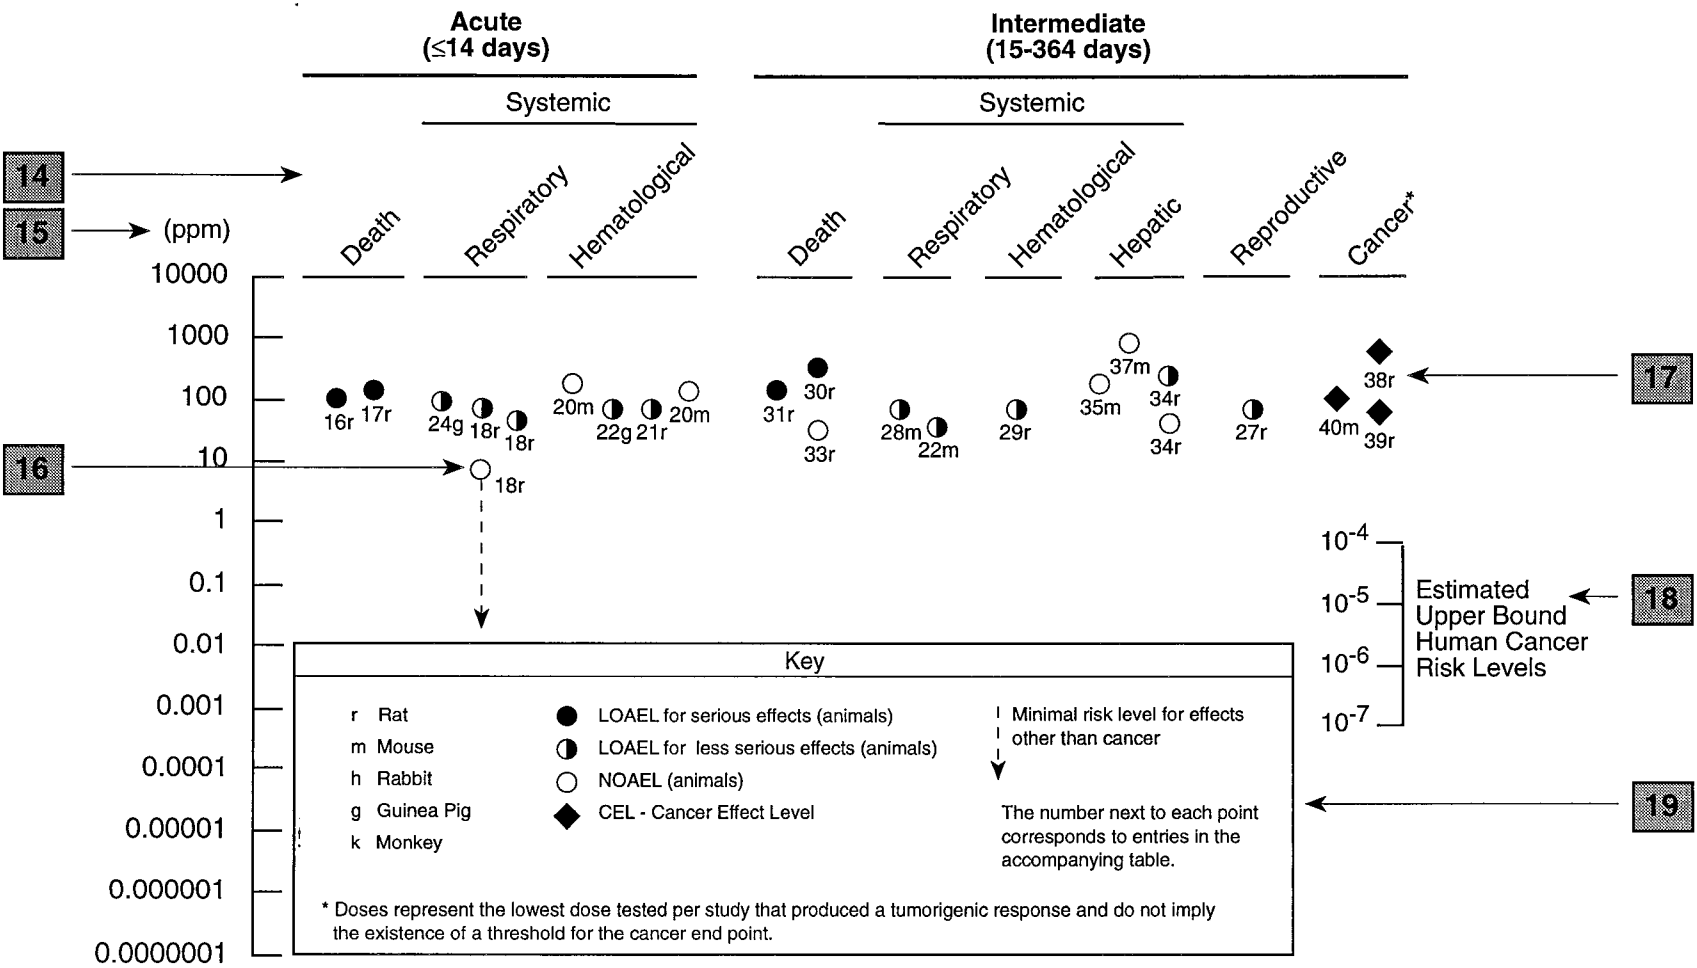 Acute
(≤14 days)
Intermediate
(15-364 days)
Systemic
Systemic
14
15
(ppm)
Death
Respiratory
Hematological
Death
Respiratory
Hematological
Hepatic
Reproductive
Cancer*
10000
1000
100
10
1
0.1
0.01
0.001
0.0001
0.00001
0.000001
0.0000001
16r
17r
24g
18r
18r
18r
20m
22g
21r
20m
31r
30r
33r
28m
22m
29r
35m
37m
34r
34r
27r
40m
38r
39r
16
17
18
19
10-4
10-5
10-6
10-7
Estimated
Upper Bound
Human Cancer
Risk Levels
Key
r Rat
m Mouse
h Rabbit
g Guinea Pig
k Monkey
LOAEL for serious effects (animals)
LOAEL for less serious effects (animals)
NOAEL (animals)
CEL - Cancer Effect Level
Minimal risk level for effects
other than cancer
The number next to each point
corresponds to entries in the
accompanying table.
* Doses represent the lowest dose tested per study that produced a tumorigenic response and do not imply
the existence of a threshold for the cancer end point.